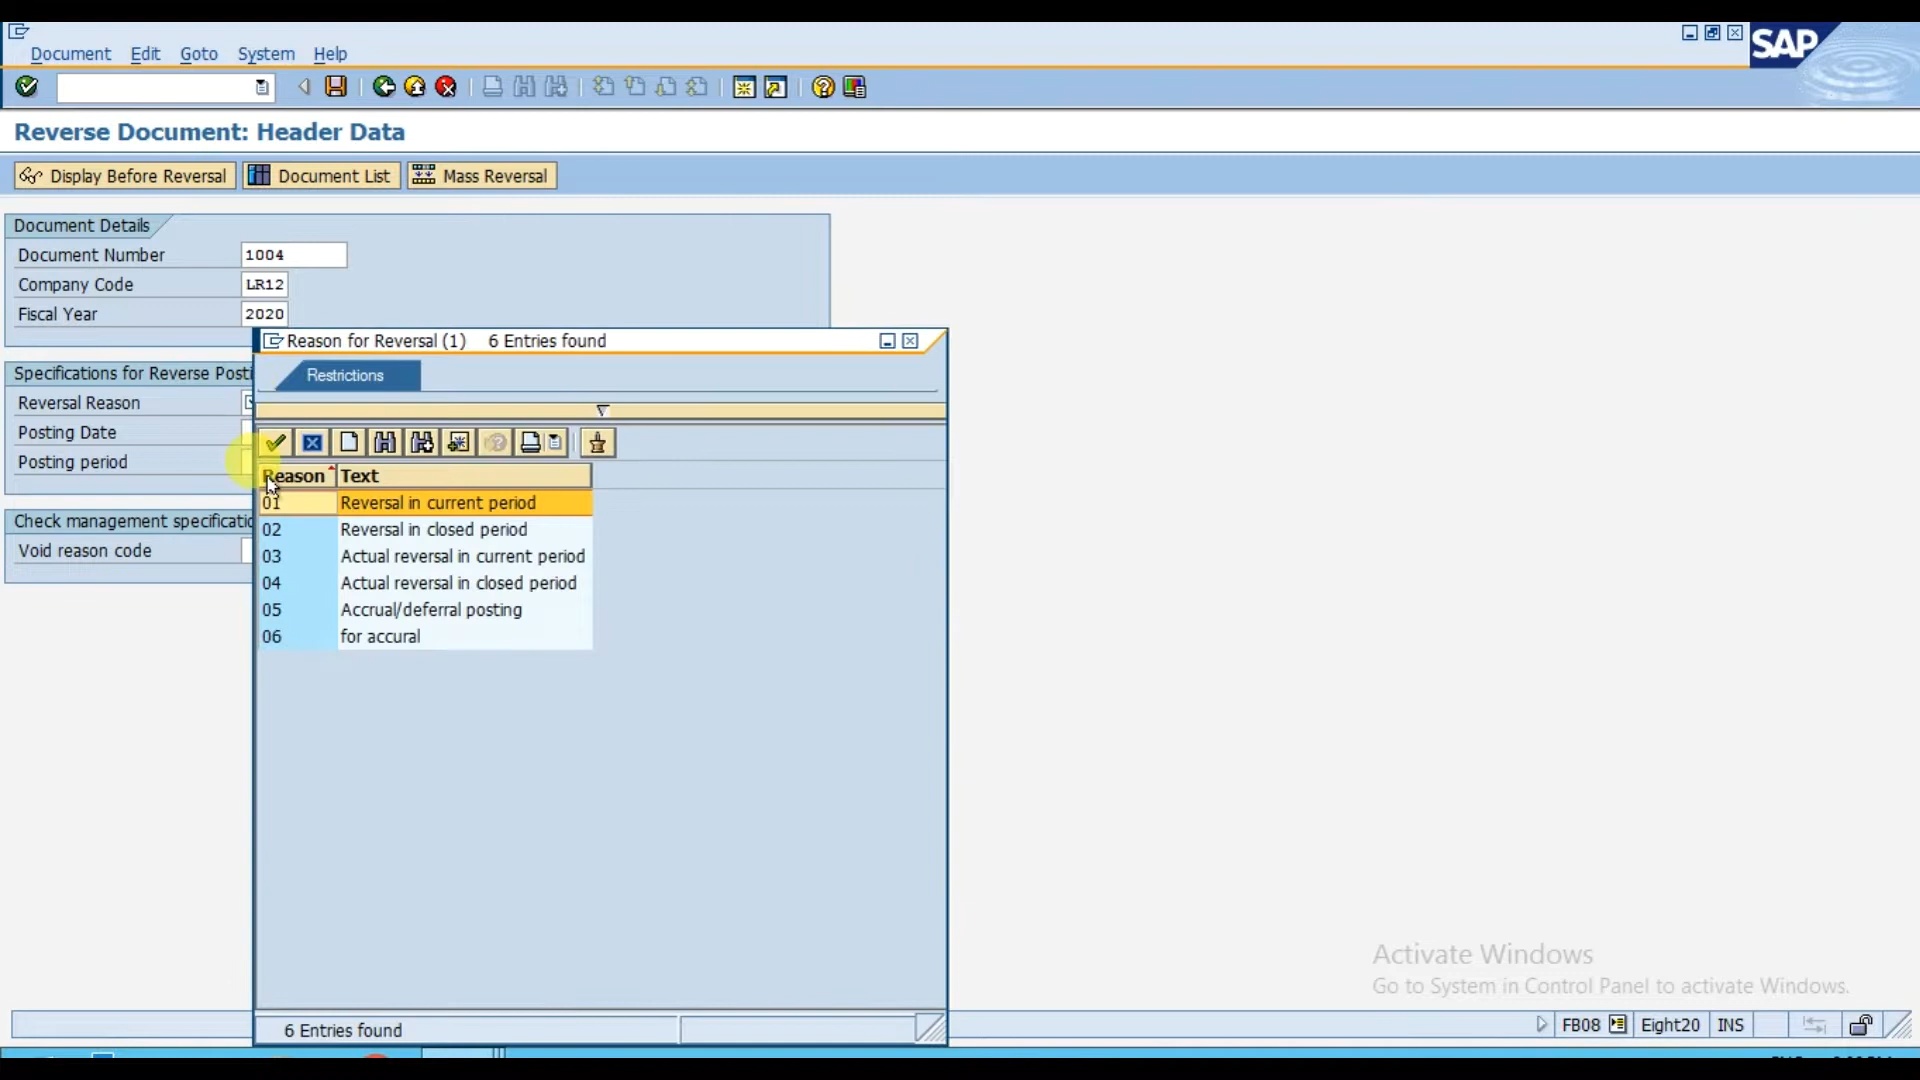 SAP
Document Edit Goto System Help
Reverse Document: Header Data
Display Before Reversal Document List Mass Reversal
Document Details
Document Number 1004
Company Code LR12
Fiscal Year 2020
Reason for Reversal (1) 6 Entries found
Restrictions
Specifications for Reverse Posti
Reversal Reason
Posting Date
Posting period
Reason Text
01 Reversal in current period
02 Reversal in closed period
03 Actual reversal in current period
04 Actual reversal in closed period
05 Accrual/deferral posting
06 for accural
Check management specificatio
Void reason code
Activate Windows
Go to System in Control Panel to activate Windows.
6 Entries found
FB08 Eight20 INS